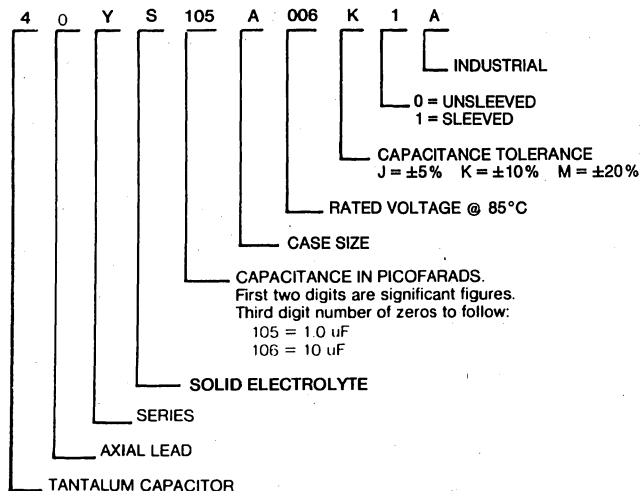 4 0 Y S 105 A 006 K 1 A
INDUSTRIAL
0 = UNSLEEVED
1 = SLEEVED
CAPACITANCE TOLERANCE
J = ±5% K = ±10% M = ±20%
RATED VOLTAGE @ 85°C
CASE SIZE
CAPACITANCE IN PICOFARADS.
First two digits are significant figures.
Third digit number of zeros to follow:
105 = 1.0 uF
106 = 10 uF
SOLID ELECTROLYTE
SERIES
AXIAL LEAD
TANTALUM CAPACITOR